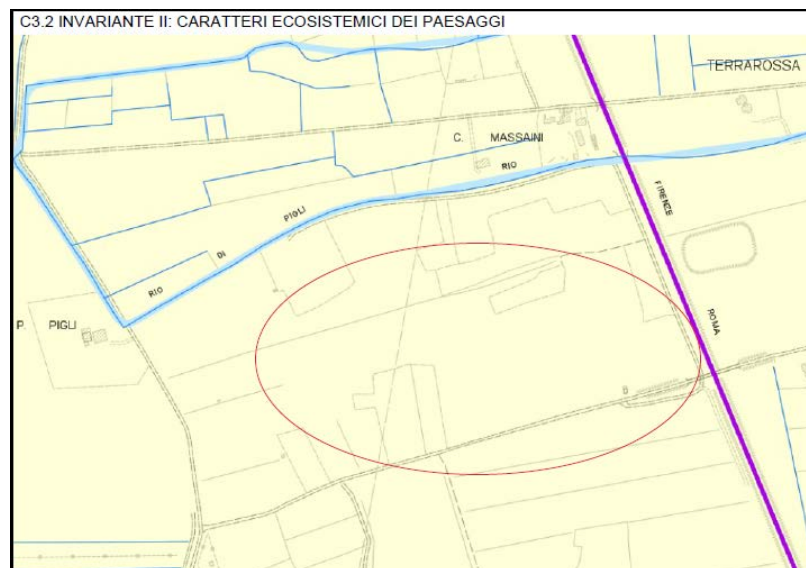 C3.2 INVARIANTE II: CARATTERI ECOSISTEMICI DEI PAESAGGI
TERRAROSSA
C. MASSAINI
RIO
PIGLI
DI
RIO
FIRENZE
ROMA
P. PIGLI